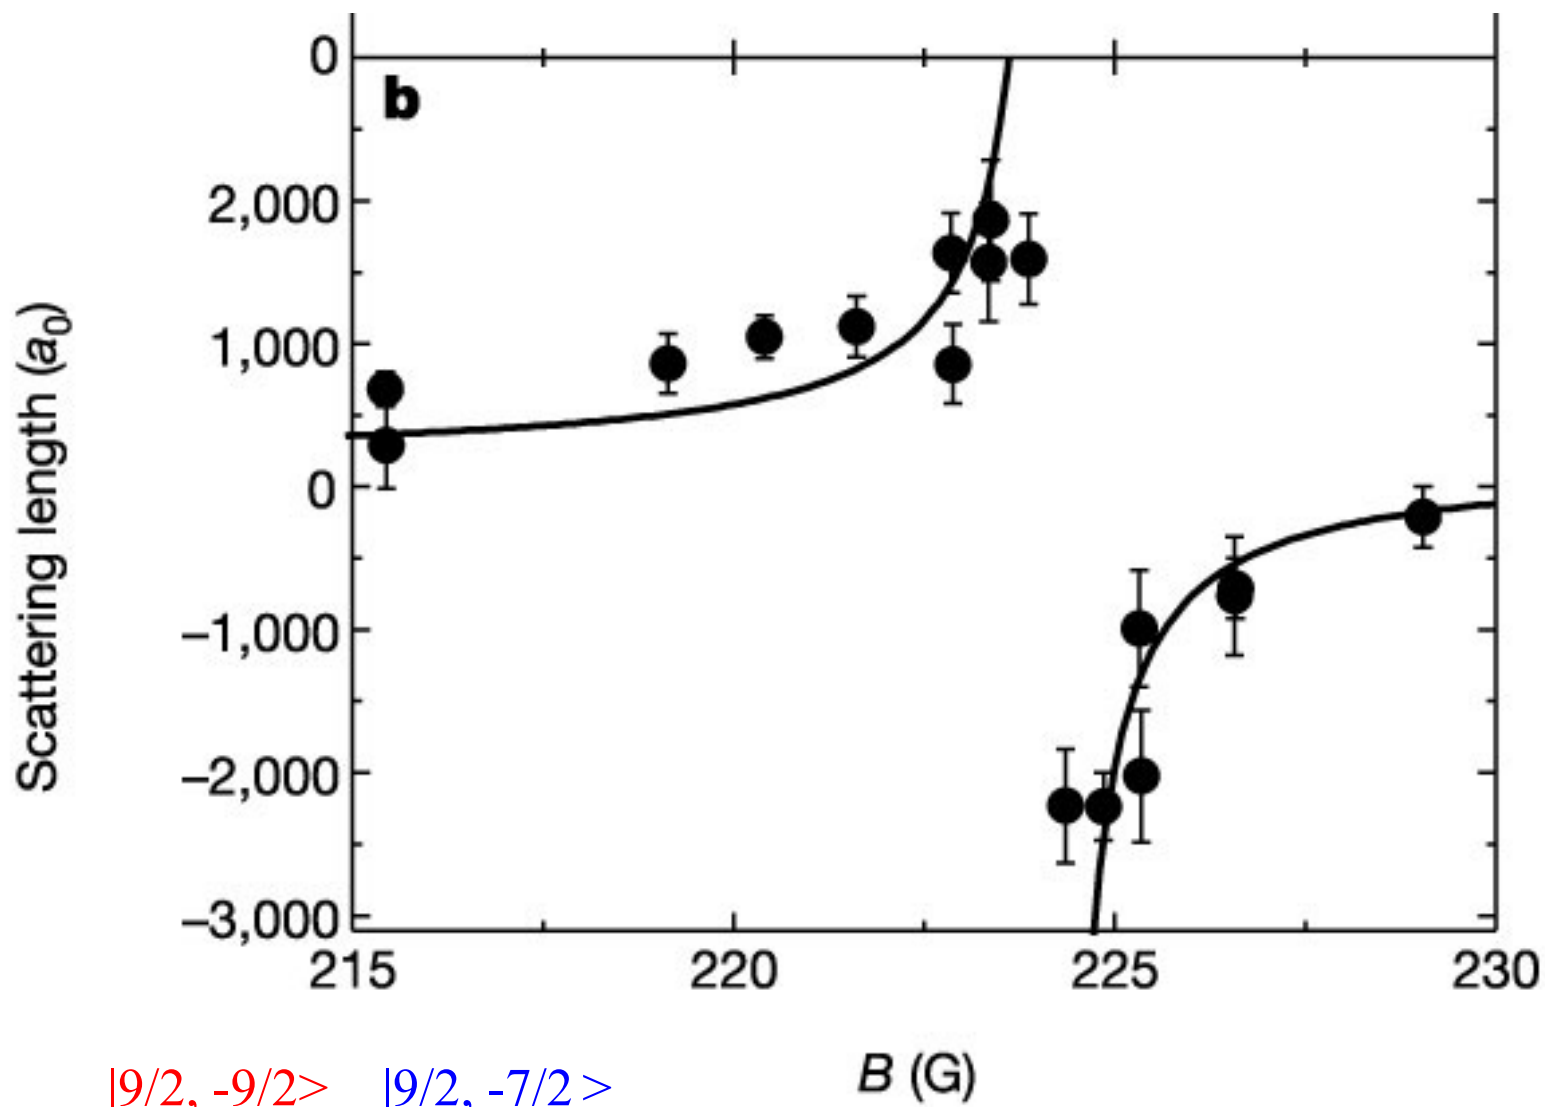 0
b
2,000
1,000
0
−1,000
−2,000
−3,000
Scattering length (a0)
215 220 225 230
B (G)
|9/2, -9/2> |9/2, -7/2 >